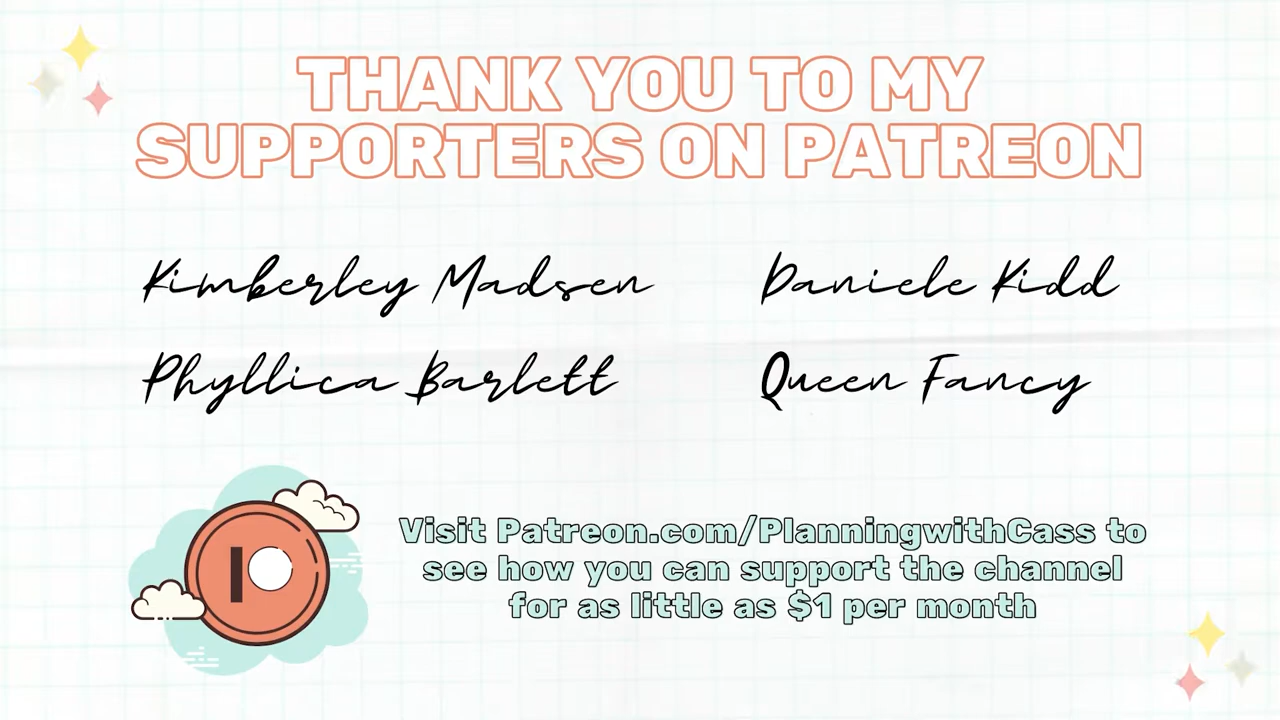 THANK YOU TO MY
SUPPORTERS ON PATREON
Kimberley Madsen
Daniele Kidd
Phyllica Barlett
Queen Fancy
Visit Patreon.com/PlanningwithCass to
see how you can support the channel
for as little as $1 per month